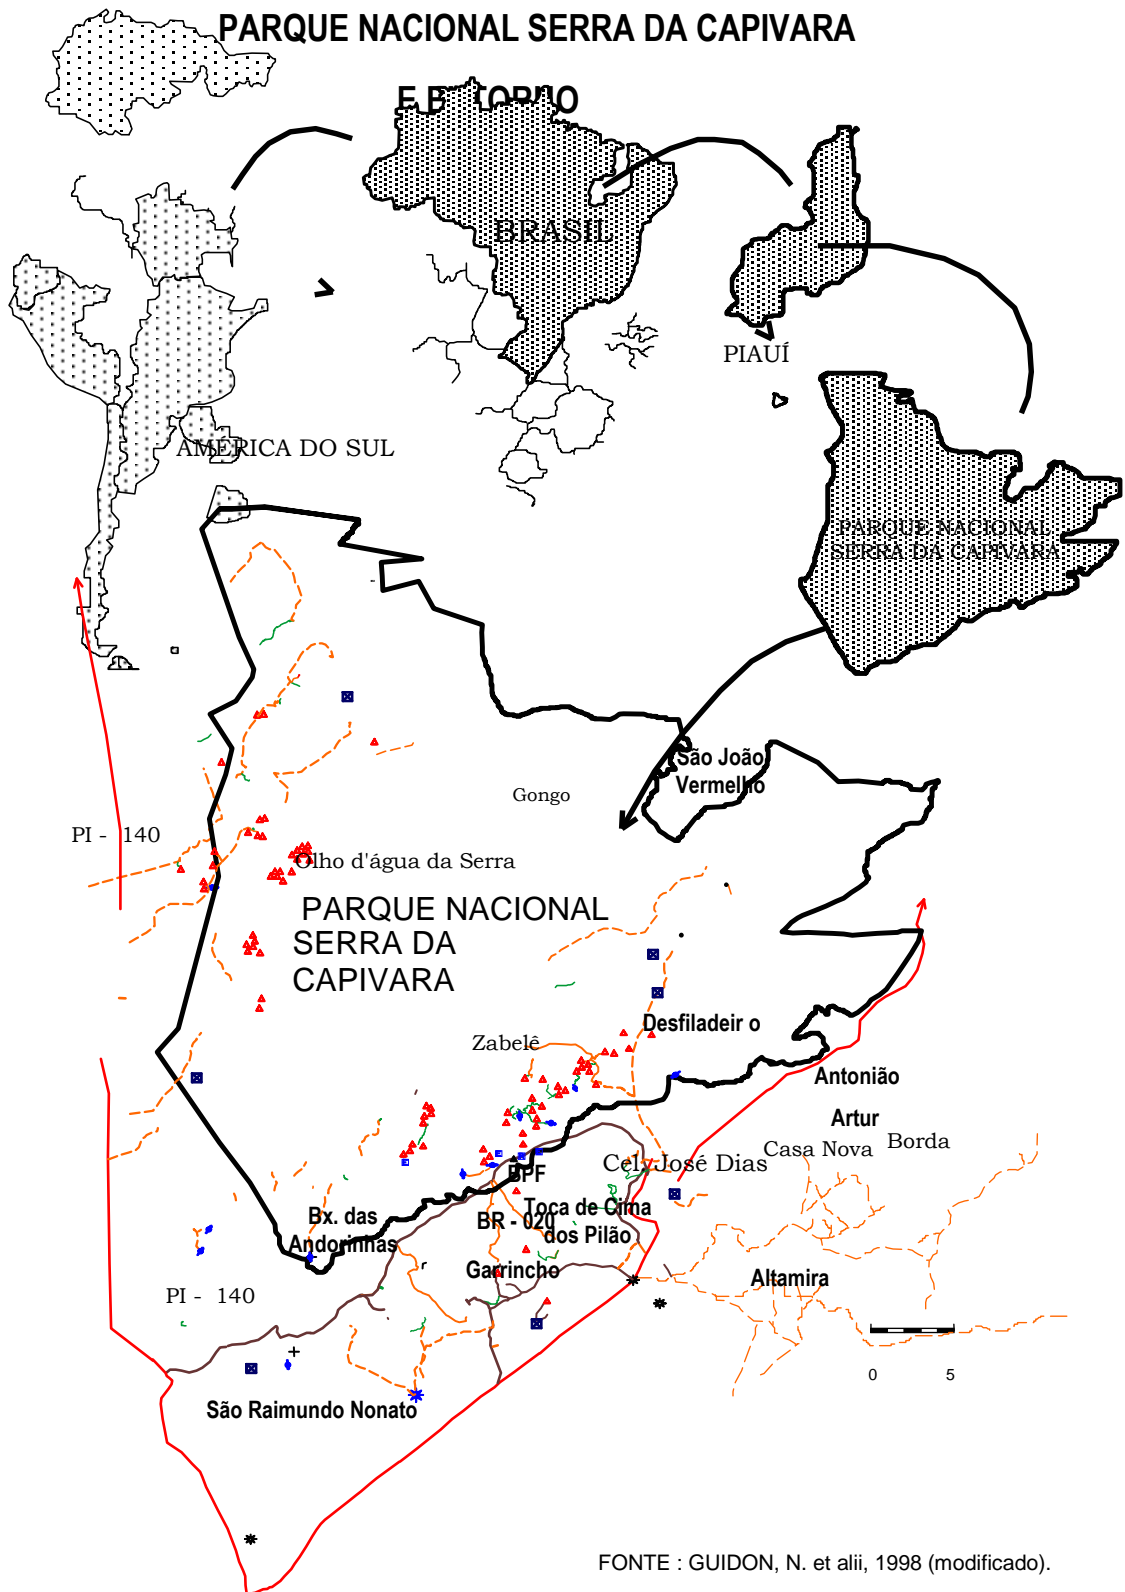 PARQUE NACIONAL SERRA DA CAPIVARA
BRASIL
PIAUÍ
AMÉRICA DO SUL
PARQUE NACIONAL
SERRA DA CAPIVARA
São João
Vermelho
Gongo
PI - 140
Olho d'água da Serra
PARQUE NACIONAL
SERRA DA
CAPIVARA
Desfiladeir o
Zabelê
Antonião
Artur
Casa Nova
Borda
Cel. José Dias
BPF
Toca de Cima
dos Pilão
Bx. das
Andorinhas
BR - 020
Garrincho
Altamira
PI - 140
0 5
São Raimundo Nonato
FONTE : GUIDON, N. et alii, 1998 (modificado).